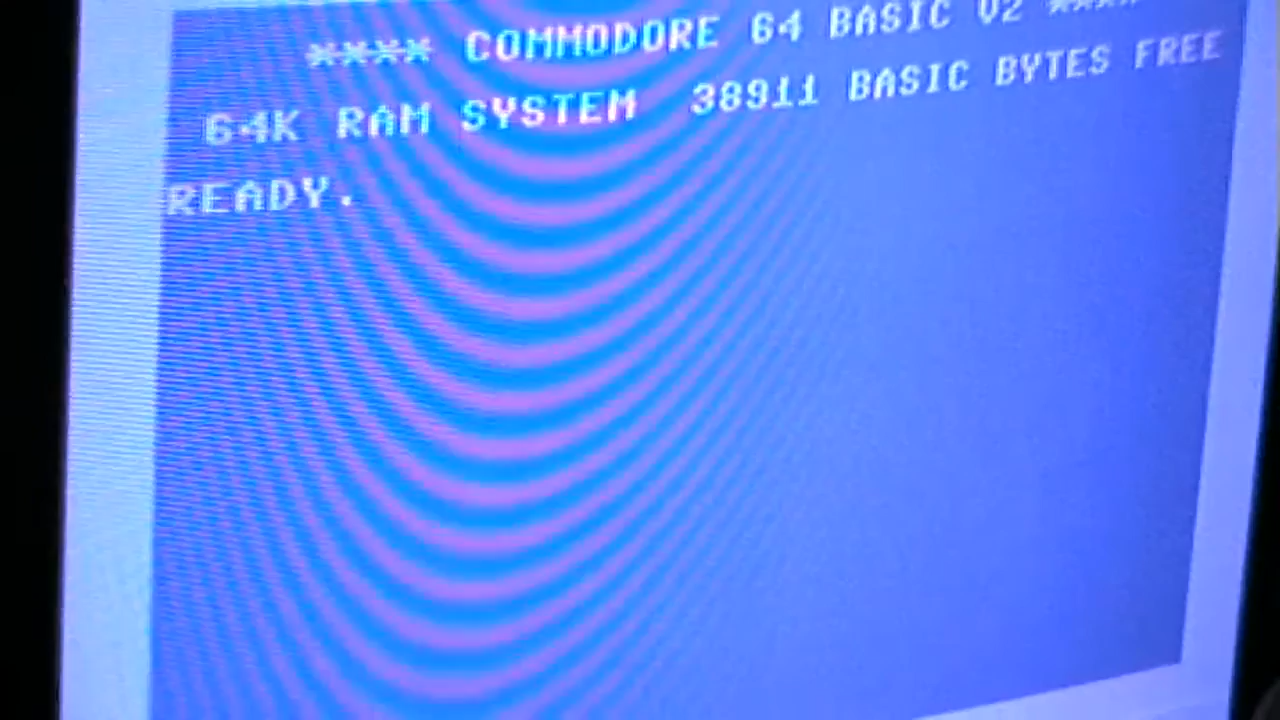 **** COMMODORE 64 BASIC V2 ****
64K RAM SYSTEM 38911 BASIC BYTES FREE
READY.